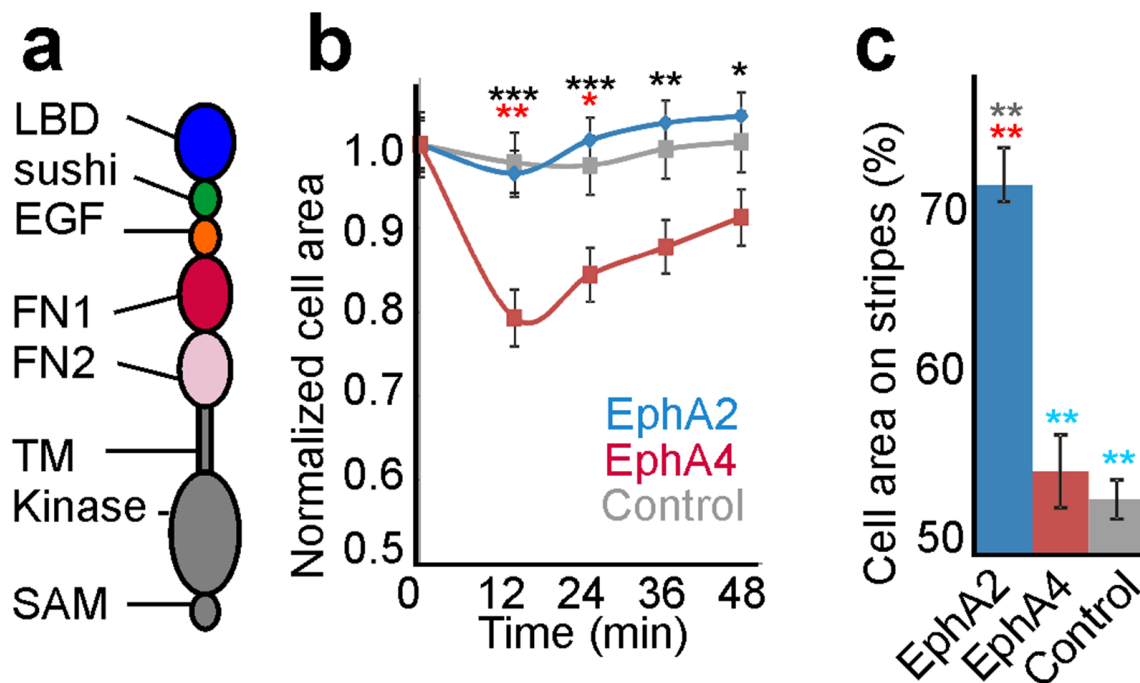 a
LBD
sushi
EGF
FN1
FN2
TM
Kinase
SAM
b
Normalized cell area
1.0
0.9
0.8
0.7
0.6
0.5
*** *** ** *
** *
EphA2
EphA4
Control
0 12 24 36 48
Time (min)
c
Cell area on stripes (%)
70
60
50
**
**
**
**
EphA2
EphA4
Control